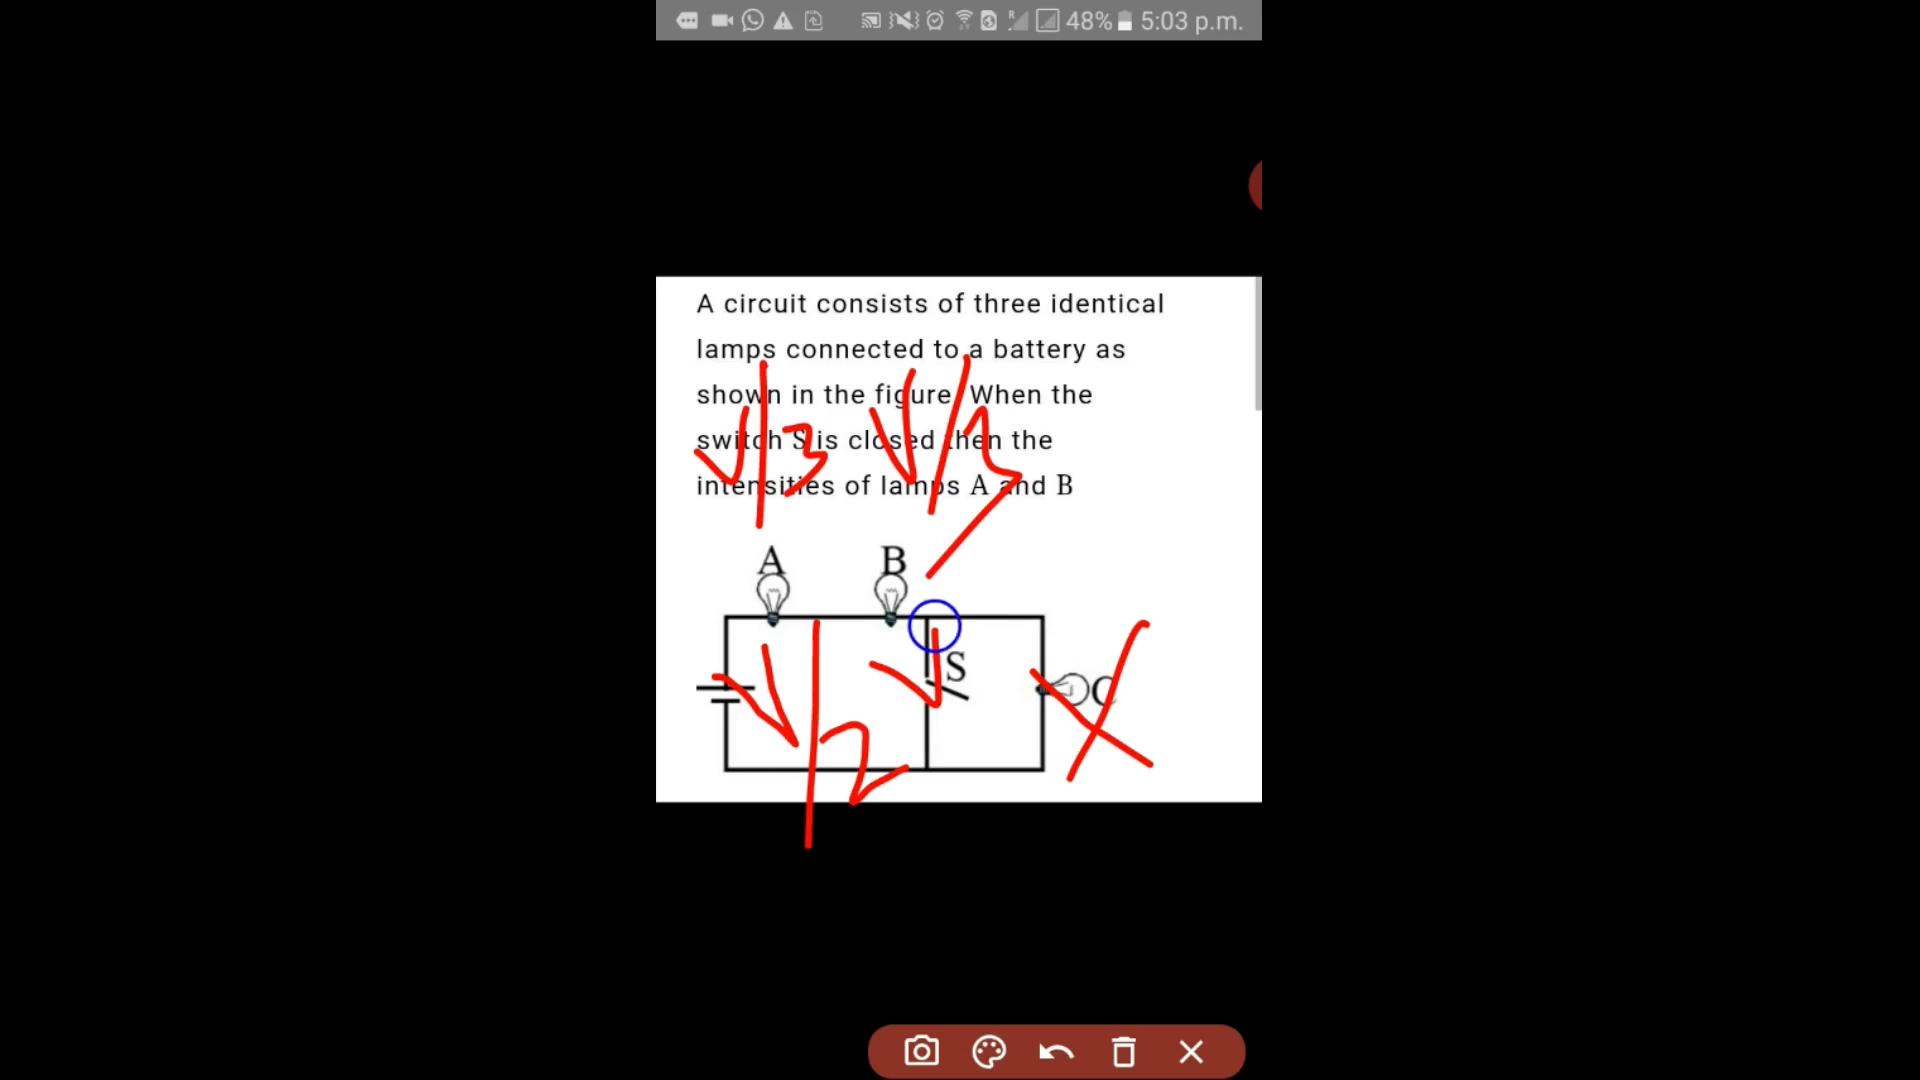 R 48% 5:03 p.m.
A circuit consists of three identical
lamps connected to a battery as
shown in the figure. When the
switch S is closed then the
intensities of lamps A and B
V/3 V/3
A B
S
C
V/2 V